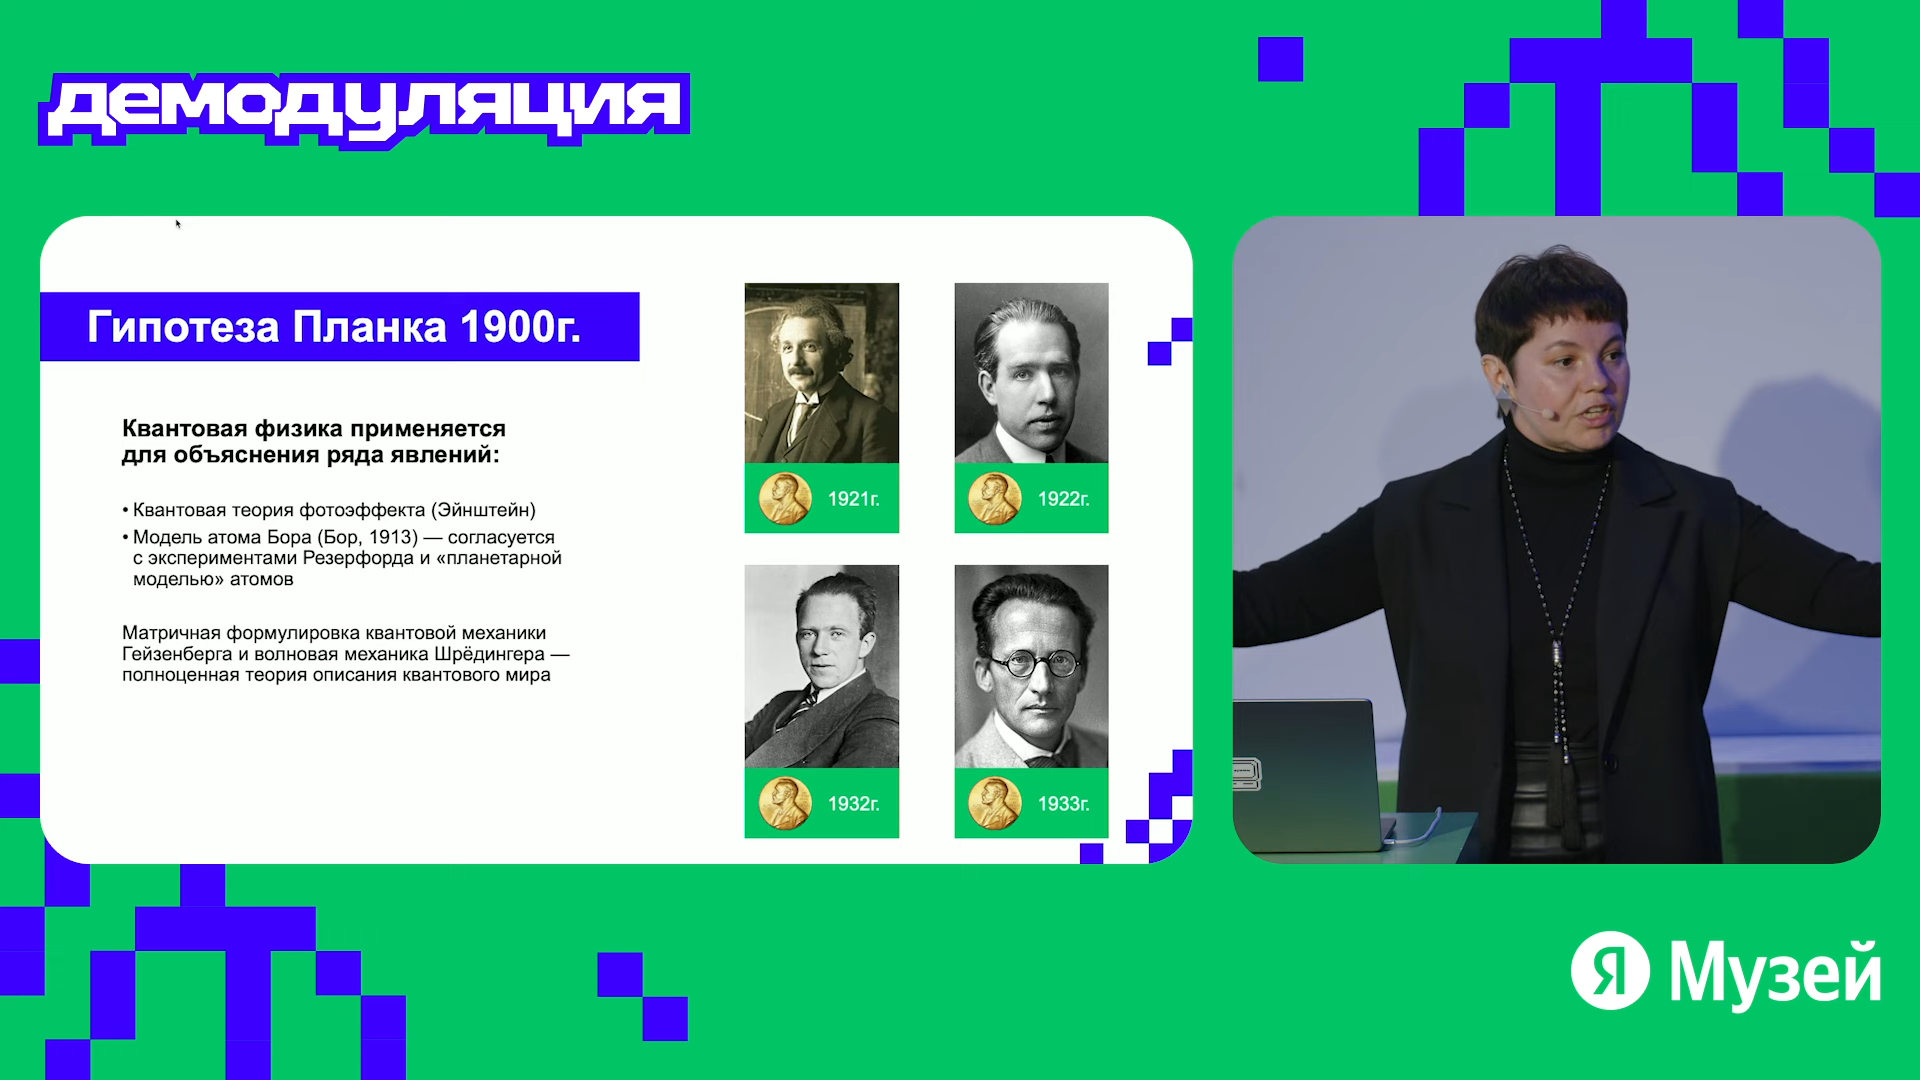 демодуляция
Гипотеза Планка 1900г.
Квантовая физика применяется
для объяснения ряда явлений:
• Квантовая теория фотоэффекта (Эйнштейн)
• Модель атома Бора (Бор, 1913) — согласуется
с экспериментами Резерфорда и «планетарной
моделью» атомов
Матричная формулировка квантовой механики
Гейзенберга и волновая механика Шрёдингера —
полноценная теория описания квантового мира
1921г.
1922г.
1932г.
1933г.
Я Музей